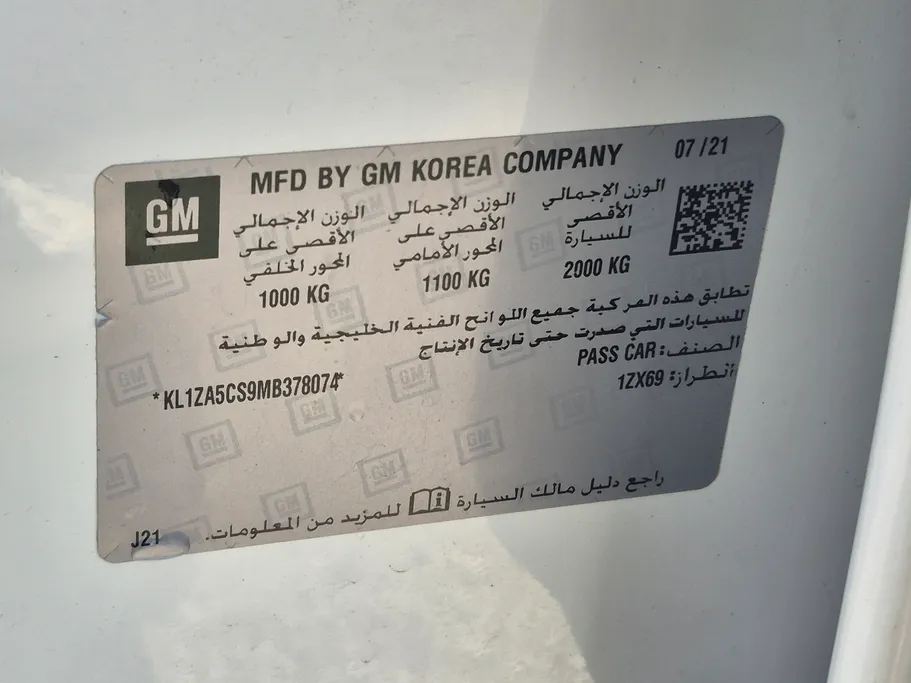 GM
MFD BY GM KOREA COMPANY 07/21
الوزن الإجمالي الأقصى للسيارة
2000 KG
الوزن الإجمالي الأقصى على المحور الأمامي
1100 KG
الوزن الإجمالي الأقصى على المحور الخلفي
1000 KG
تطابق هذه المركبة جميع اللوائح الفنية الخليجية والوطنية
للسيارات التي صدرت حتى تاريخ الإنتاج
الصنف: PASS CAR
الطراز: 1ZX69
*KL1ZA5CS9MB378074*
راجع دليل مالك السيارة للمزيد من المعلومات.
J21